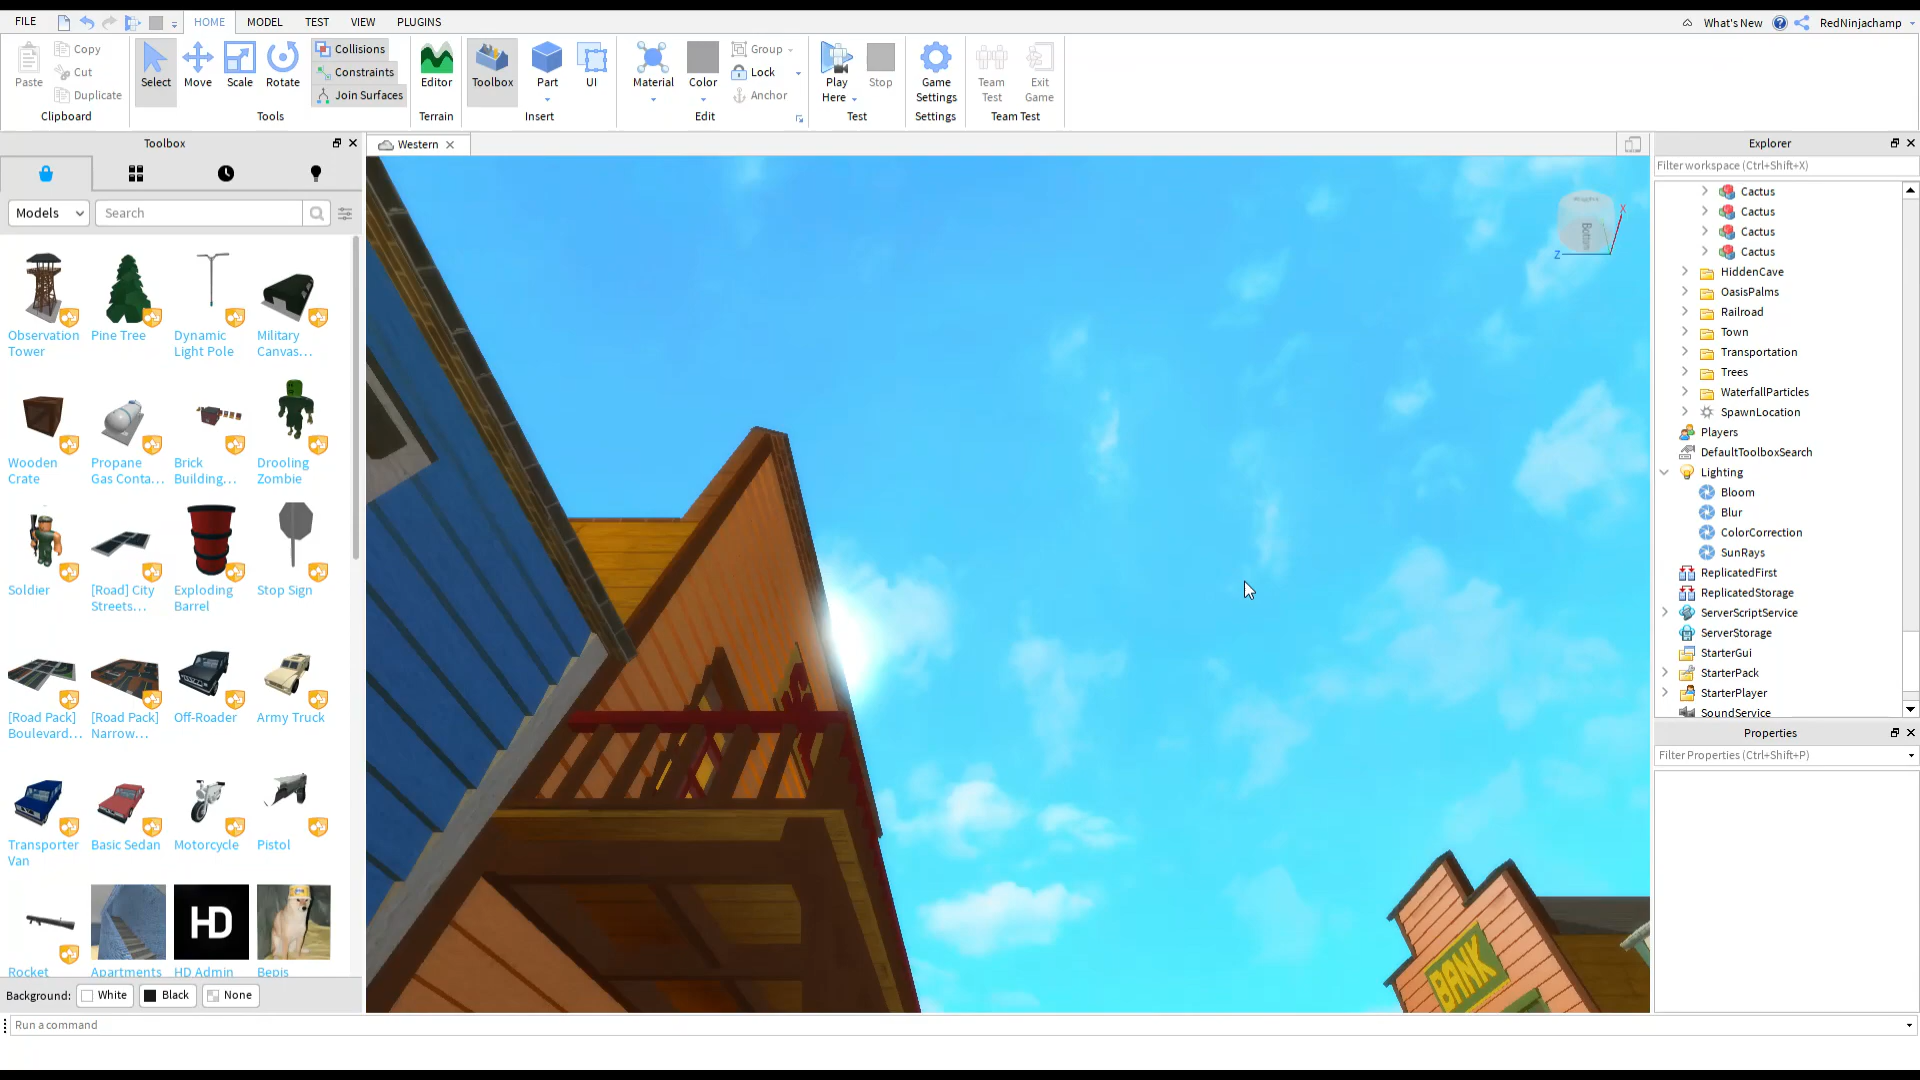 FILE
HOME
MODEL
TEST
VIEW
PLUGINS
What's New
RedNinjachamp
Paste
Copy
Cut
Duplicate
Clipboard
Select
Move
Scale
Rotate
Collisions
Constraints
Join Surfaces
Tools
Editor
Terrain
Toolbox
Part
UI
Insert
Material
Color
Group
Lock
Anchor
Edit
Play
Here
Stop
Test
Game
Settings
Settings
Team
Test
Exit
Game
Team Test
Toolbox
Models
Search
Observation
Tower
Pine Tree
Dynamic
Light Pole
Military
Canvas...
Wooden
Crate
Propane
Gas Conta...
Brick
Building...
Drooling
Zombie
Soldier
[Road] City
Streets...
Exploding
Barrel
Stop Sign
[Road Pack]
Boulevard...
[Road Pack]
Narrow...
Off-Roader
Army Truck
Transporter
Van
Basic Sedan
Motorcycle
Pistol
HD
Rocket
Apartments
HD Admin
Bepis
Background:
White
Black
None
Run a command
Western
Bottom
X
Z
BANK
Explorer
Filter workspace (Ctrl+Shift+X)
Cactus
Cactus
Cactus
Cactus
HiddenCave
OasisPalms
Railroad
Town
Transportation
Trees
WaterfallParticles
SpawnLocation
Players
DefaultToolboxSearch
Lighting
Bloom
Blur
ColorCorrection
SunRays
ReplicatedFirst
ReplicatedStorage
ServerScriptService
ServerStorage
StarterGui
StarterPack
StarterPlayer
SoundService
Properties
Filter Properties (Ctrl+Shift+P)